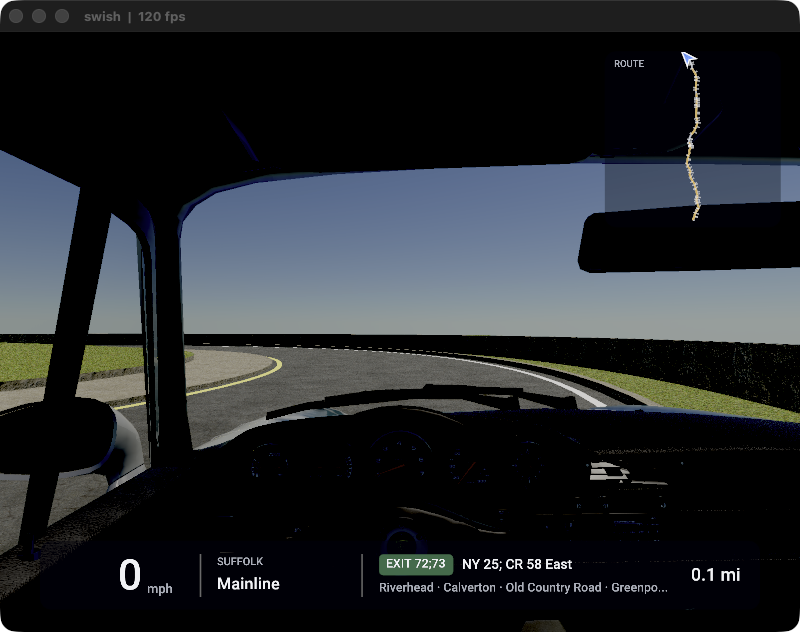 swish | 120 fps
ROUTE
0 mph
SUFFOLK
Mainline
EXIT 72;73 NY 25; CR 58 East
Riverhead · Calverton · Old Country Road · Greenpo...
0.1 mi